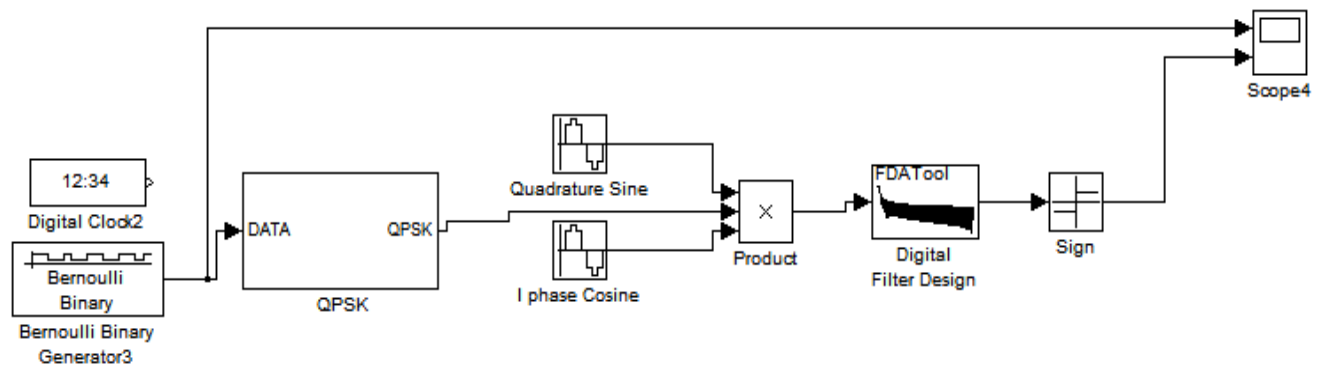 Scope4
Quadrature Sine
12:34
Digital Clock2
FDATool
DATA
QPSK
Product
Digital
Filter Design
Sign
Bernoulli
Binary
I phase Cosine
QPSK
Bernoulli Binary
Generator3